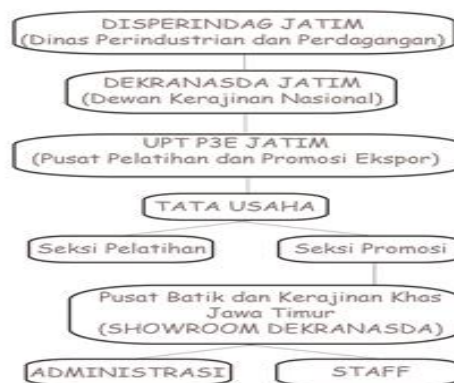 DISPERINDAG JATIM
(Dinas Perindustrian dan Perdagangan)
DEKRANASDA JATIM
(Dewan Kerajinan Nasional)
UPT P3E JATIM
(Pusat Pelatihan dan Promosi Ekspor)
TATA USAHA
Seksi Pelatihan
Seksi Promosi
Pusat Batik dan Kerajinan Khas
Jawa Timur
(SHOWROOM DEKRANASDA)
ADMINISTRASI
STAFF